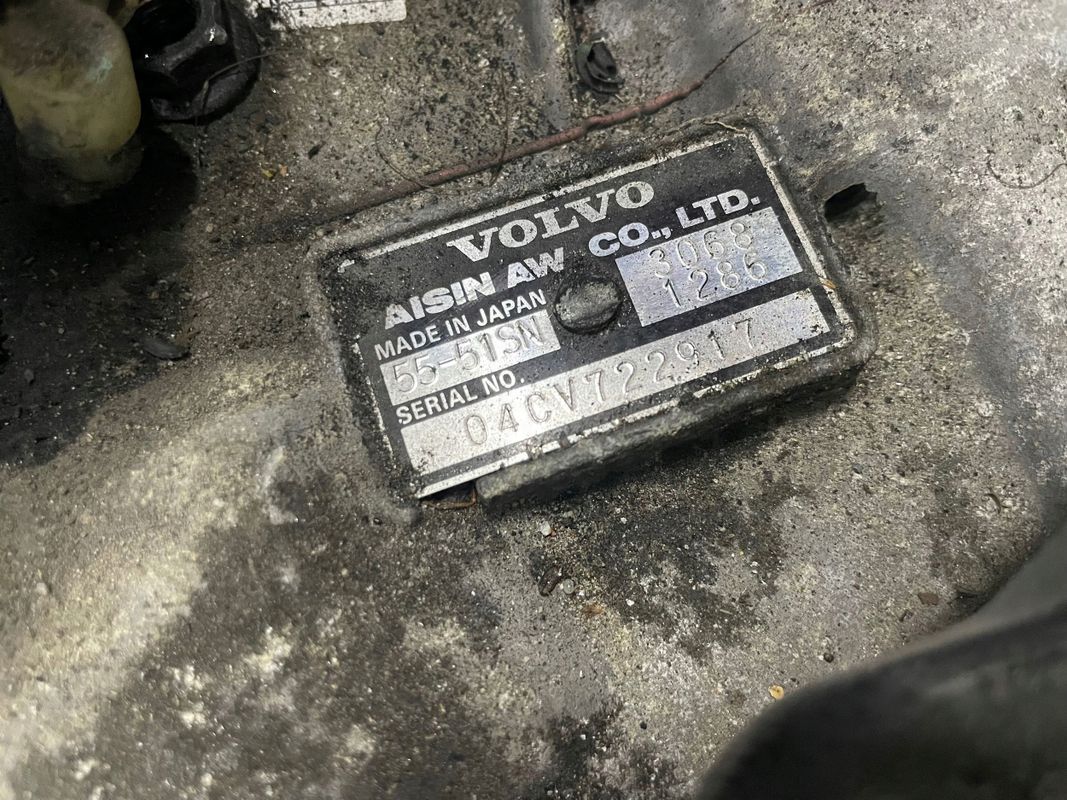 VOLVO
AISIN AW CO., LTD.
MADE IN JAPAN
3068
1286
55-51SN
SERIAL NO.
04CV722917